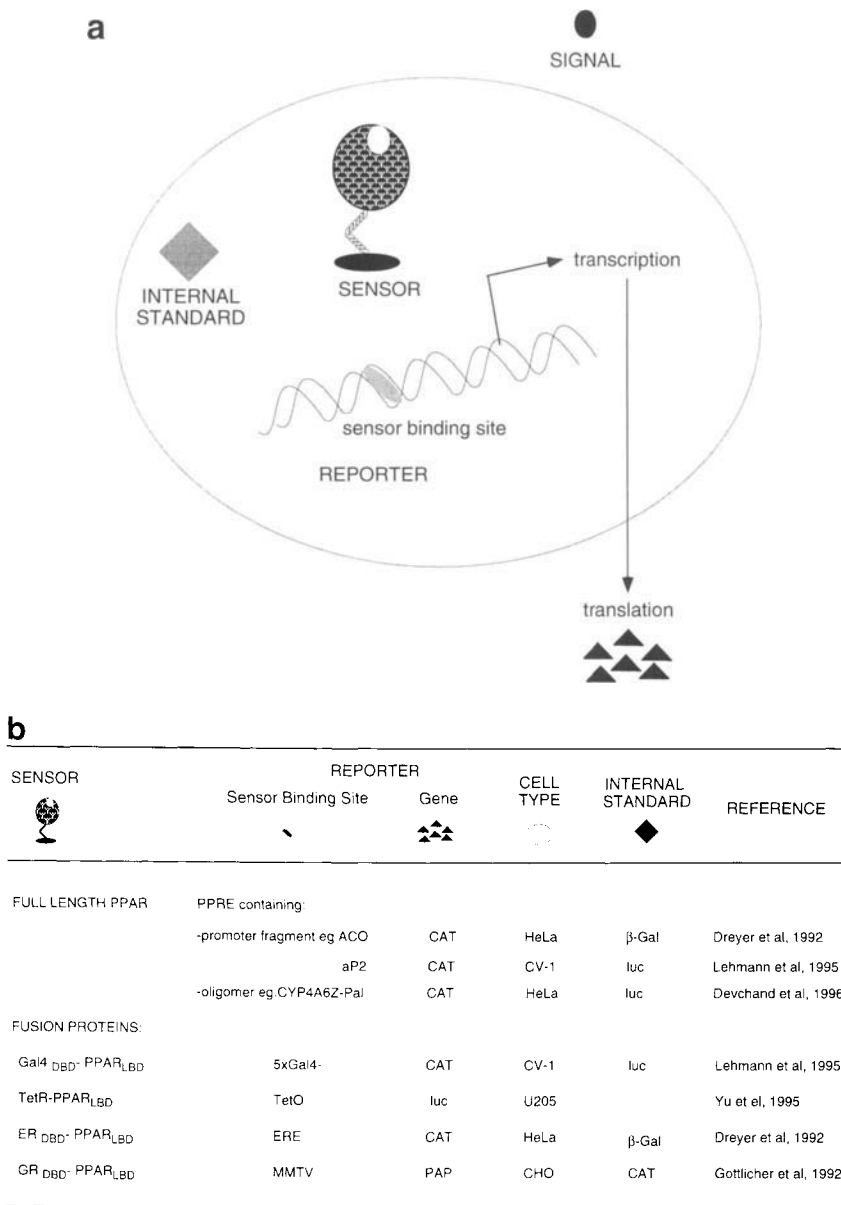 a
SIGNAL
SENSOR
INTERNAL
STANDARD
transcription
sensor binding site
REPORTER
translation
b
SENSOR
REPORTER
Sensor Binding Site
Gene
CELL
TYPE
INTERNAL
STANDARD
REFERENCE
FULL LENGTH PPAR PPRE containing:
-promoter fragment eg ACO CAT HeLa β-Gal Dreyer et al, 1992
aP2 CAT CV-1 luc Lehmann et al, 1995
-oligomer eg.CYP4A6Z-Pal CAT HeLa luc Devchand et al, 1996
FUSION PROTEINS:
Gal4 DBD- PPARLBD 5xGal4- CAT CV-1 luc Lehmann et al, 1995
TetR-PPARLBD TetO luc U205 Yu et el, 1995
ER DBD- PPARLBD ERE CAT HeLa β-Gal Dreyer et al, 1992
GR DBD- PPARLBD MMTV PAP CHO CAT Gottlicher et al, 1992